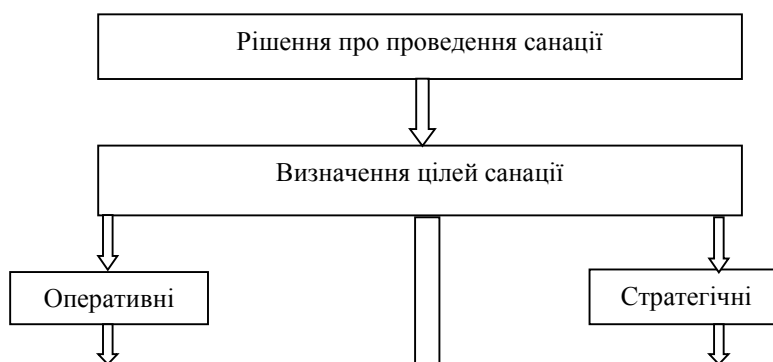 Рішення про проведення санації
Визначення цілей санації
Оперативні
Стратегічні